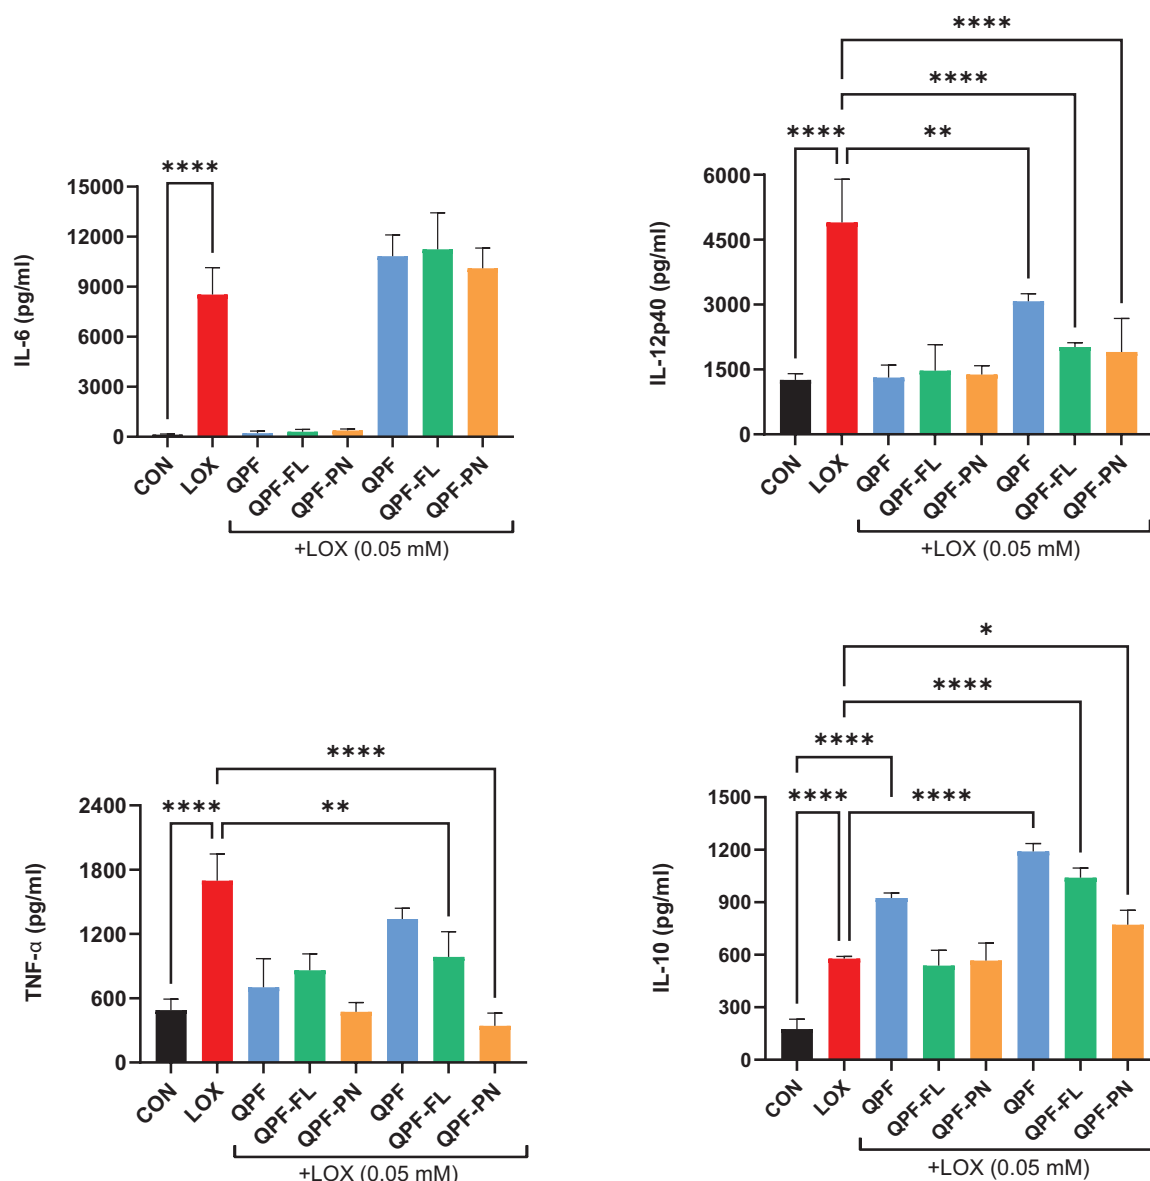 ****
15000
12000
9000
6000
3000
0
IL-6 (pg/ml)
CON
LOX
QPF
QPF-FL
QPF-PN
QPF
QPF-FL
QPF-PN
+LOX (0.05 mM)
****
****
****
**
6000
4500
3000
1500
0
IL-12p40 (pg/ml)
CON
LOX
QPF
QPF-FL
QPF-PN
QPF
QPF-FL
QPF-PN
+LOX (0.05 mM)
****
****
**
2400
1800
1200
600
0
TNF-α (pg/ml)
CON
LOX
QPF
QPF-FL
QPF-PN
QPF
QPF-FL
QPF-PN
+LOX (0.05 mM)
*
****
****
****
****
1500
1200
900
600
300
0
IL-10 (pg/ml)
CON
LOX
QPF
QPF-FL
QPF-PN
QPF
QPF-FL
QPF-PN
+LOX (0.05 mM)